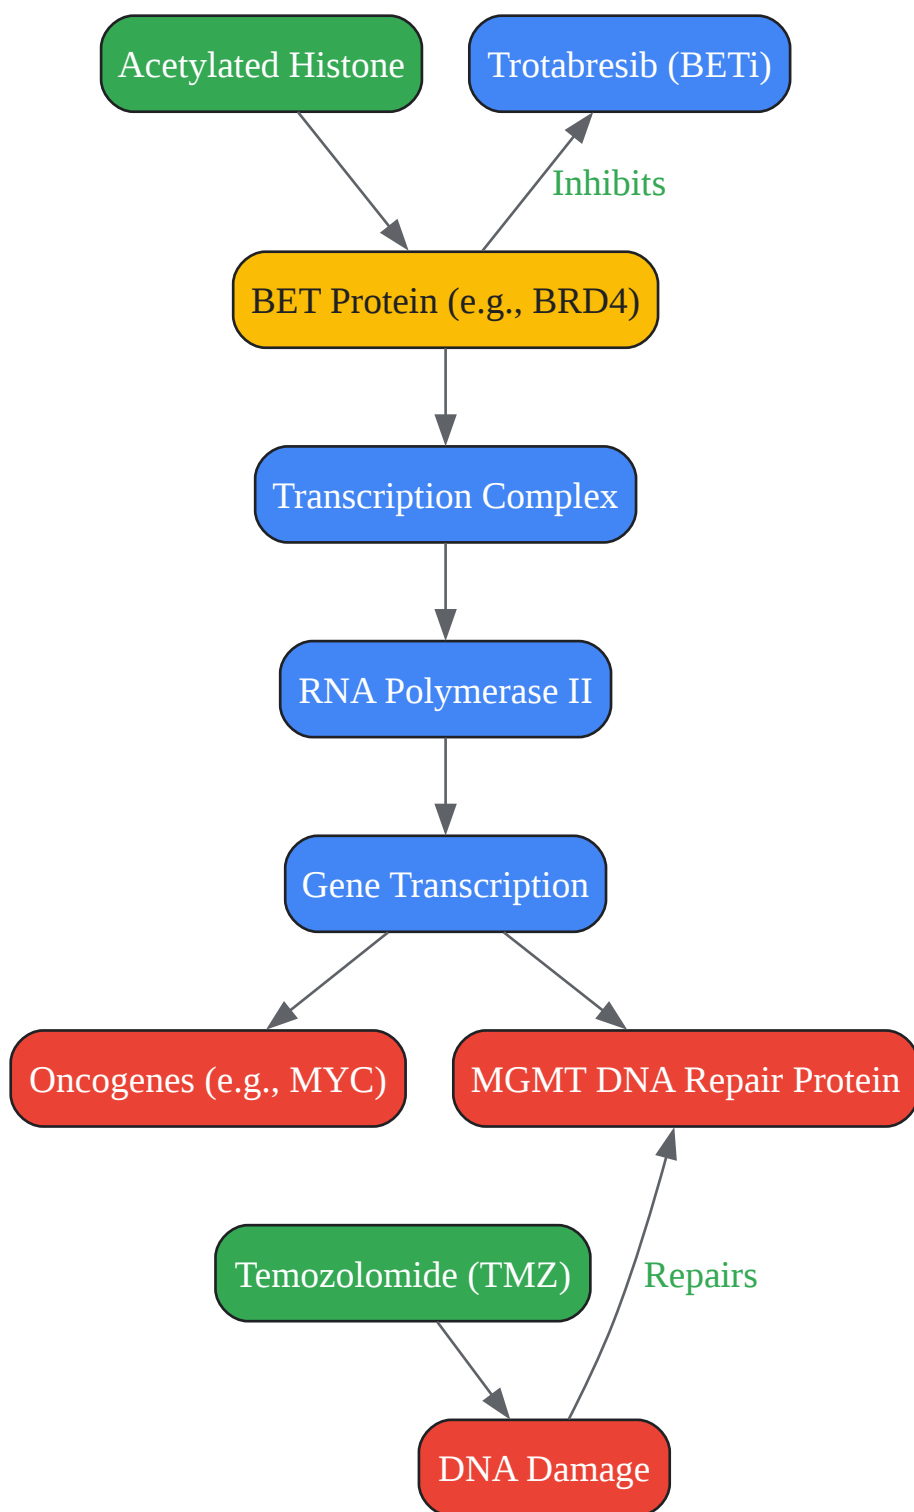 Acetylated Histone
Trotabresib (BETi)
Inhibits
BET Protein (e.g., BRD4)
Transcription Complex
RNA Polymerase II
Gene Transcription
Oncogenes (e.g., MYC)
MGMT DNA Repair Protein
Temozolomide (TMZ)
Repairs
DNA Damage